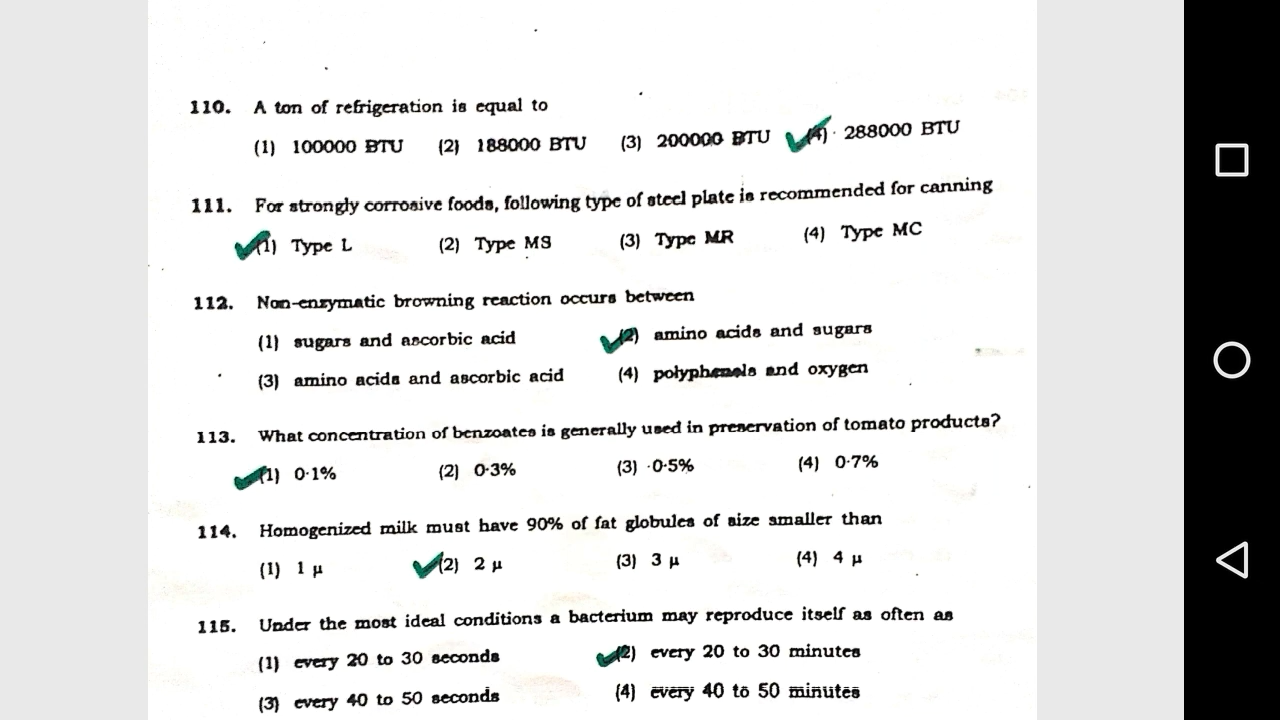 110. A ton of refrigeration is equal to
(1) 100000 BTU (2) 188000 BTU (3) 200000 BTU (4) 288000 BTU
111. For strongly corrosive foods, following type of steel plate is recommended for canning
(1) Type L (2) Type MS (3) Type MR (4) Type MC
112. Non-enzymatic browning reaction occurs between
(1) sugars and ascorbic acid (2) amino acids and sugars
(3) amino acids and ascorbic acid (4) polyphenols and oxygen
113. What concentration of benzoates is generally used in preservation of tomato products?
(1) 0·1% (2) 0·3% (3) ·0·5% (4) 0·7%
114. Homogenized milk must have 90% of fat globules of size smaller than
(1) 1 µ (2) 2 µ (3) 3 µ (4) 4 µ
115. Under the most ideal conditions a bacterium may reproduce itself as often as
(1) every 20 to 30 seconds (2) every 20 to 30 minutes
(3) every 40 to 50 seconds (4) every 40 to 50 minutes